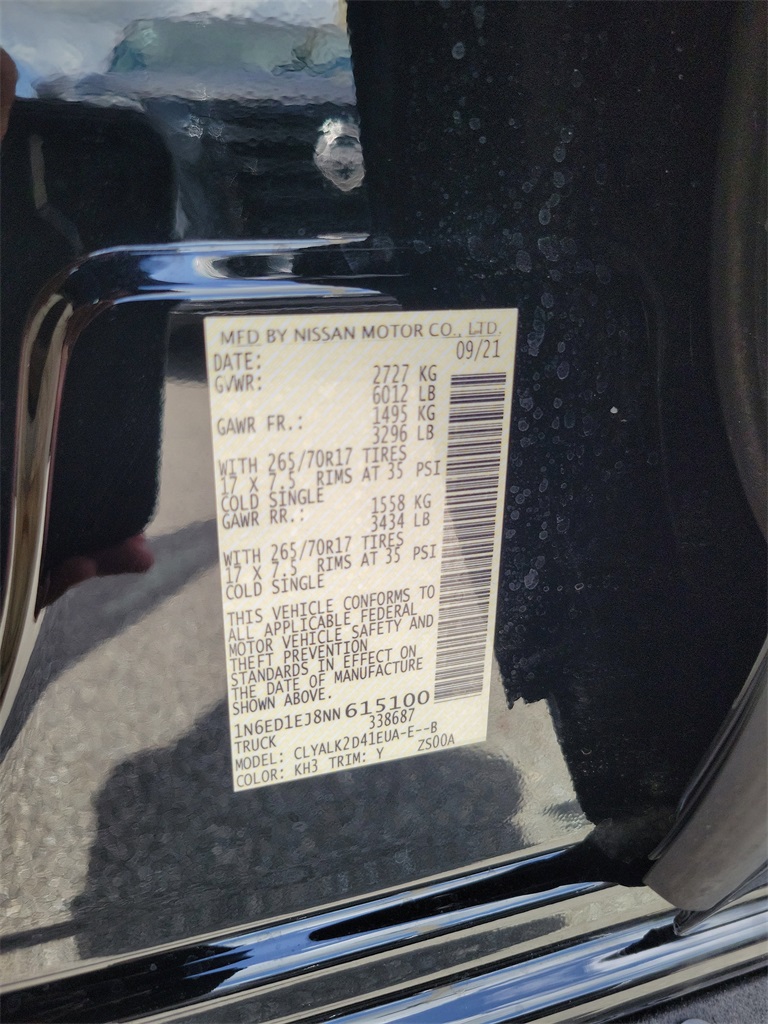 MFD BY NISSAN MOTOR CO., LTD.
DATE: 09/21
GVWR: 2727 KG
6012 LB
GAWR FR.: 1495 KG
3296 LB
WITH 265/70R17 TIRES
17 X 7.5 RIMS AT 35 PSI
COLD SINGLE
GAWR RR.: 1558 KG
3434 LB
WITH 265/70R17 TIRES
17 X 7.5 RIMS AT 35 PSI
COLD SINGLE
THIS VEHICLE CONFORMS TO
ALL APPLICABLE FEDERAL
MOTOR VEHICLE SAFETY AND
THEFT PREVENTION
STANDARDS IN EFFECT ON
THE DATE OF MANUFACTURE
SHOWN ABOVE.
1N6ED1EJ8NN615100
TRUCK 338687
MODEL: CLYALK2D41EUA-E--B
COLOR: KH3 TRIM: Y ZS00A